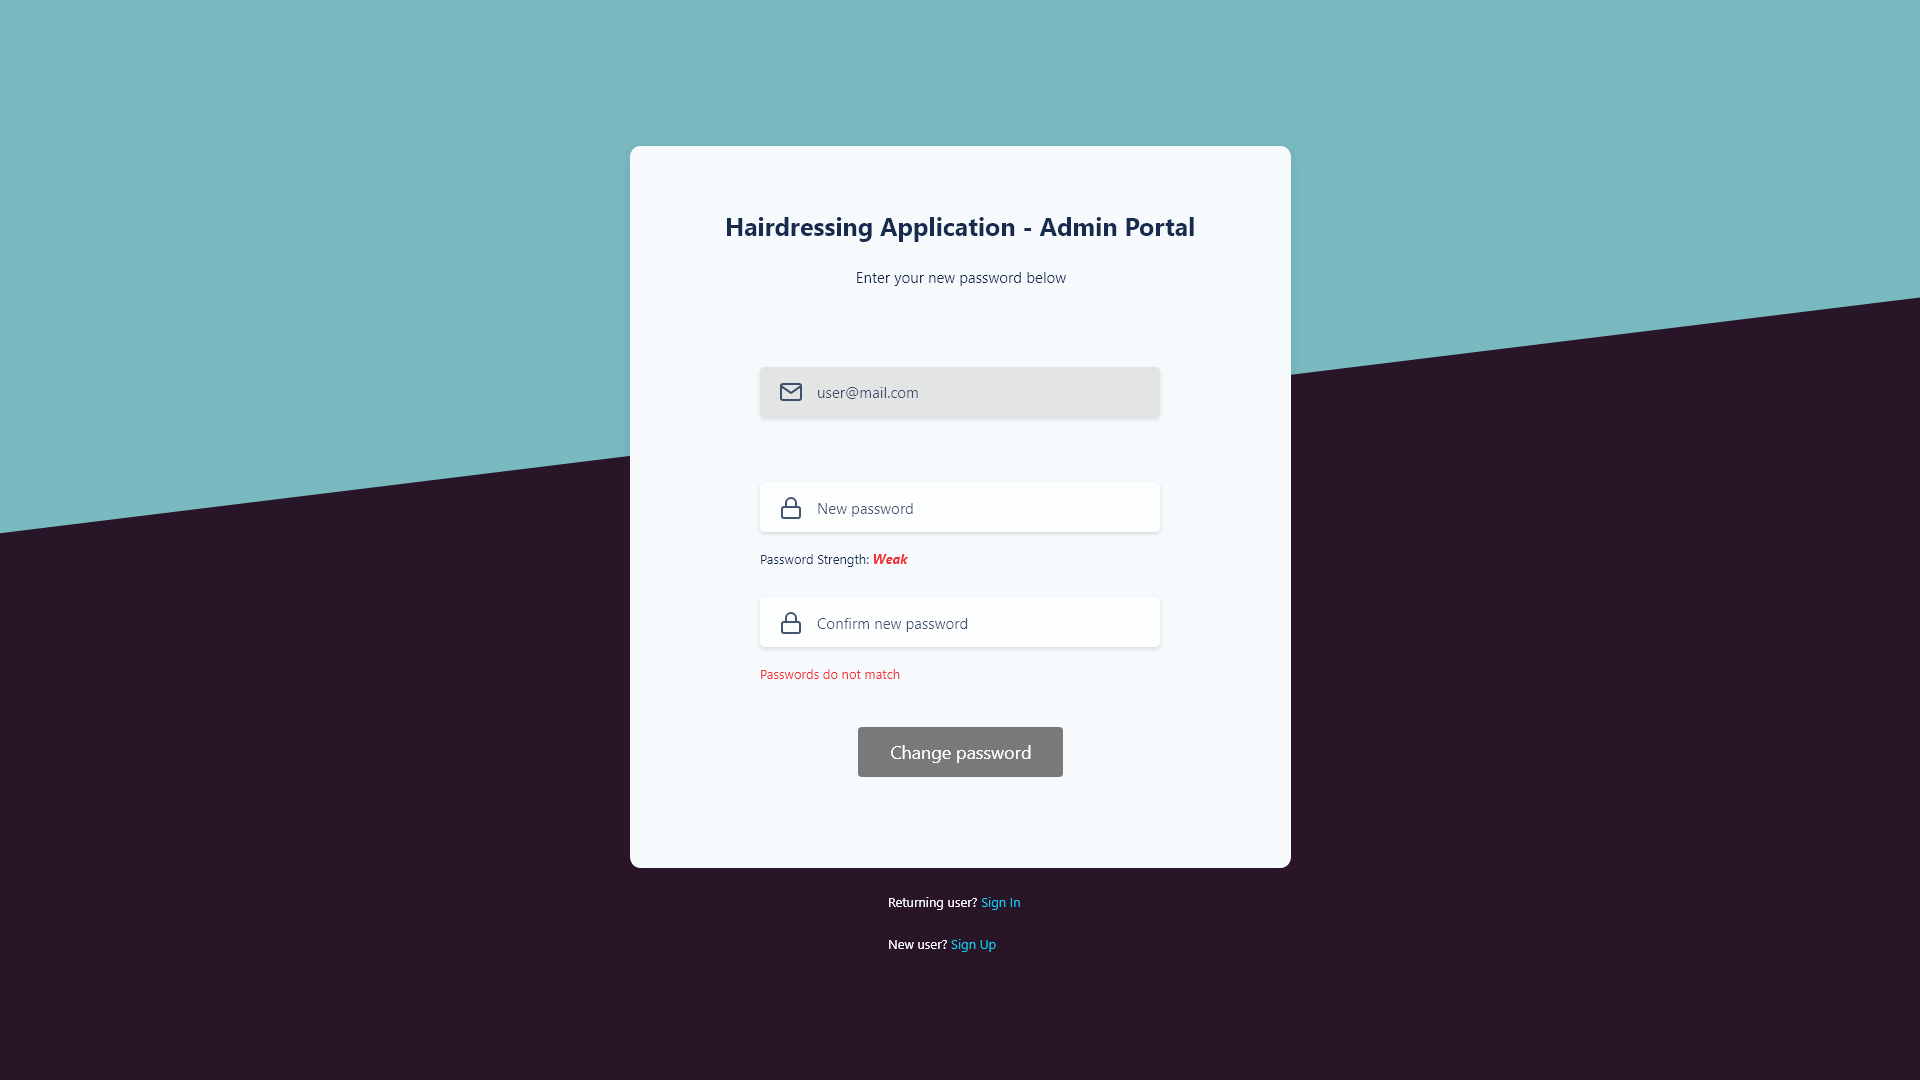 Hairdressing Application - Admin Portal
Enter your new password below
user@mail.com
New password
Password Strength: Weak
Confirm new password
Passwords do not match
Change password
Returning user? Sign In
New user? Sign Up